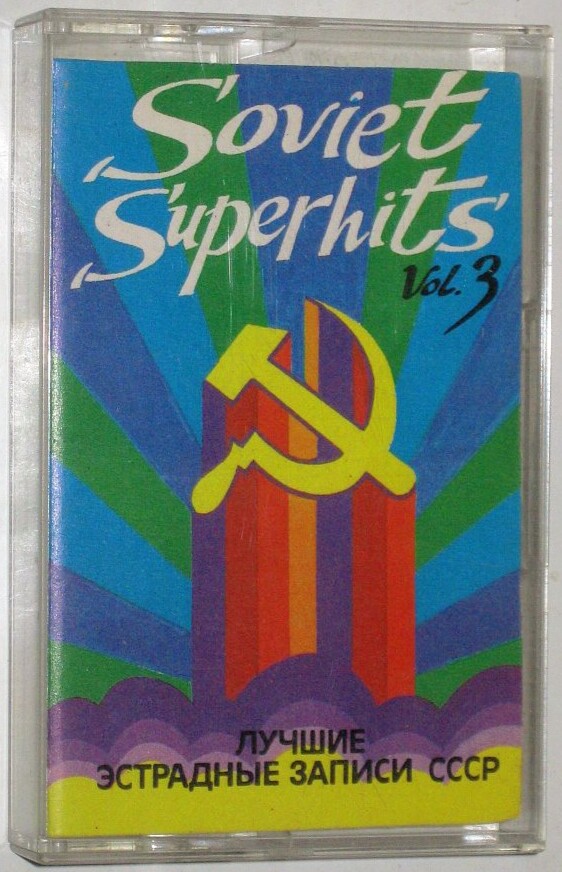 Soviet
Superhits
Vol. 3
ЛУЧШИЕ
ЭСТРАДНЫЕ ЗАПИСИ СССР